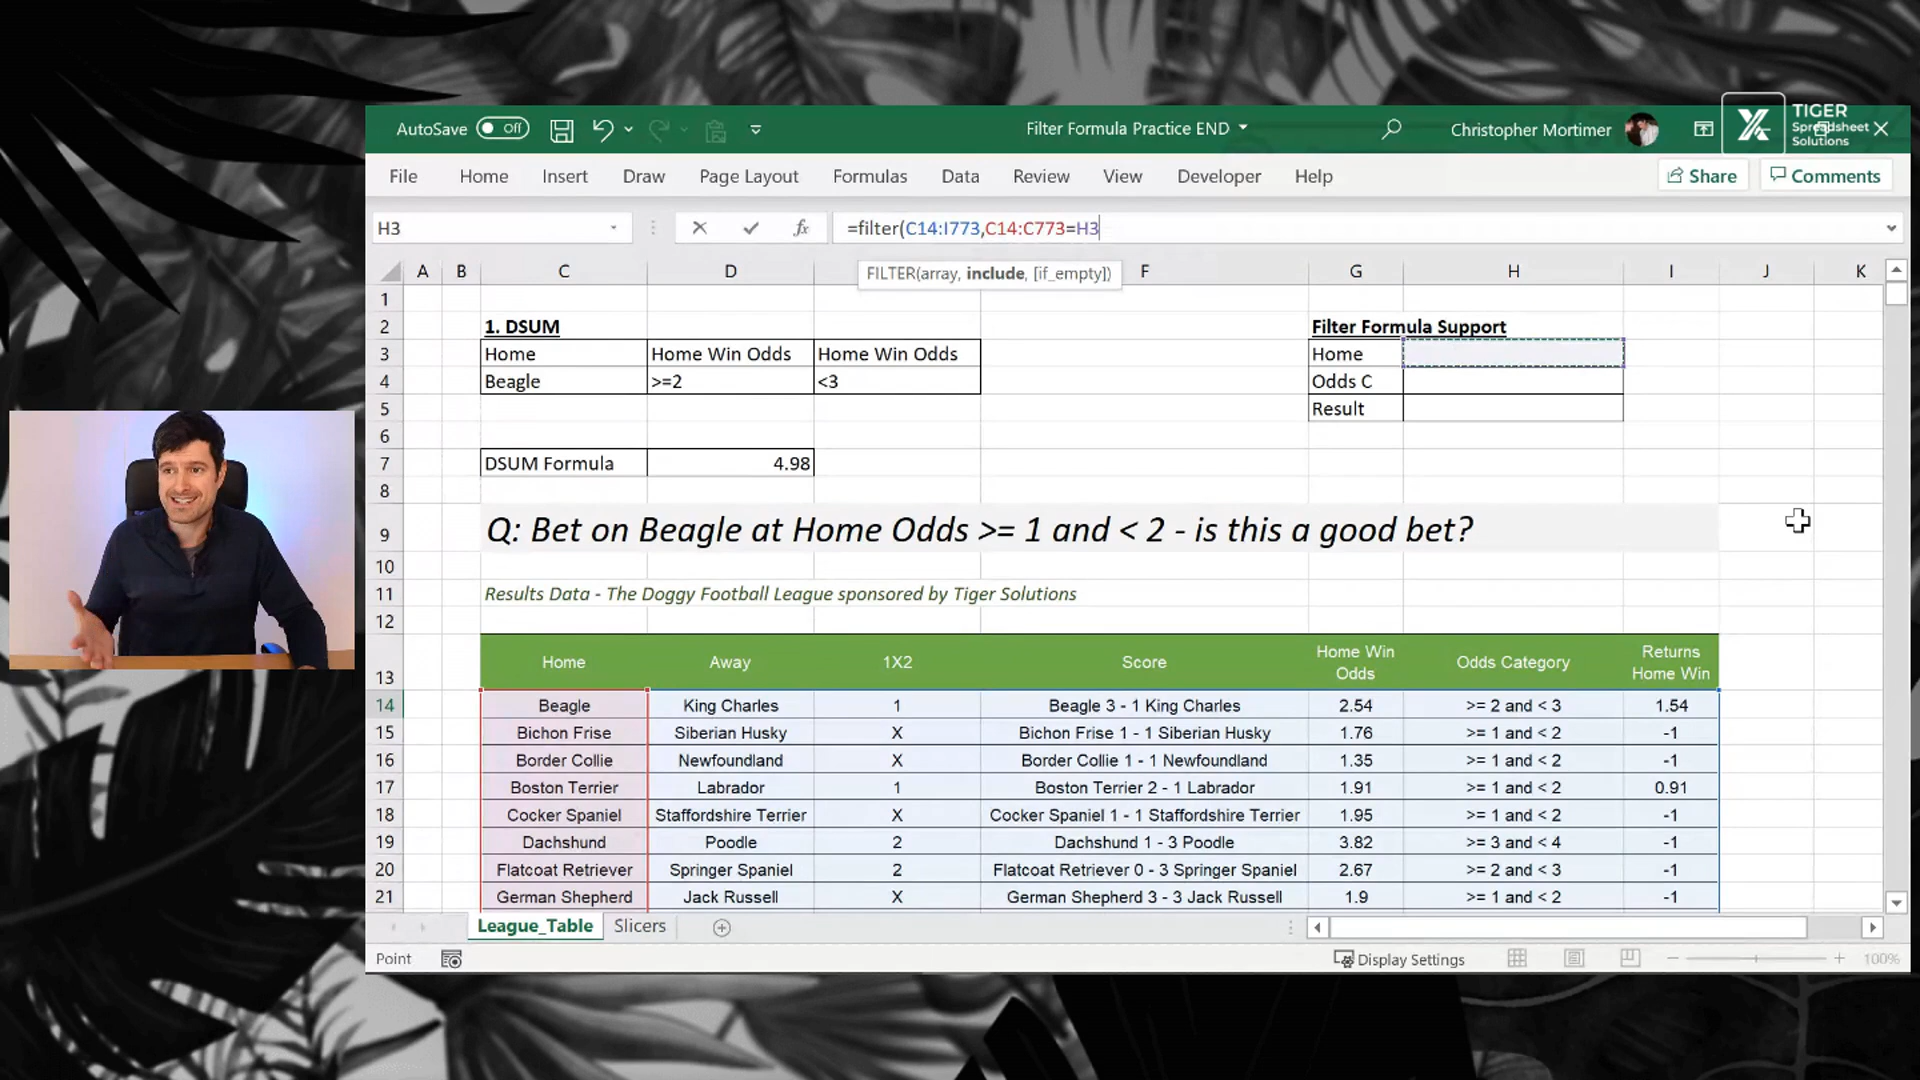 TIGER
Spreadsheet
Solutions
AutoSave Off
Filter Formula Practice END
Christopher Mortimer
File Home Insert Draw Page Layout Formulas Data Review View Developer Help
Share Comments
H3
fx
=filter(C14:I773,C14:C773=H3
FILTER(array, include, [if_empty])
A B C D F G H I J K
1
2 1. DSUM Filter Formula Support
3 Home Home Win Odds Home Win Odds Home
4 Beagle >=2 <3 Odds C
5 Result
6
7 DSUM Formula 4.98
8
9 Q: Bet on Beagle at Home Odds >= 1 and < 2 - is this a good bet?
10
11 Results Data - The Doggy Football League sponsored by Tiger Solutions
12
13 Home Away 1X2 Score Home Win Odds Odds Category Returns Home Win
14 Beagle King Charles 1 Beagle 3 - 1 King Charles 2.54 >= 2 and < 3 1.54
15 Bichon Frise Siberian Husky X Bichon Frise 1 - 1 Siberian Husky 1.76 >= 1 and < 2 -1
16 Border Collie Newfoundland X Border Collie 1 - 1 Newfoundland 1.35 >= 1 and < 2 -1
17 Boston Terrier Labrador 1 Boston Terrier 2 - 1 Labrador 1.91 >= 1 and < 2 0.91
18 Cocker Spaniel Staffordshire Terrier X Cocker Spaniel 1 - 1 Staffordshire Terrier 1.95 >= 1 and < 2 -1
19 Dachshund Poodle 2 Dachshund 1 - 3 Poodle 3.82 >= 3 and < 4 -1
20 Flatcoat Retriever Springer Spaniel 2 Flatcoat Retriever 0 - 3 Springer Spaniel 2.67 >= 2 and < 3 -1
21 German Shepherd Jack Russell X German Shepherd 3 - 3 Jack Russell 1.9 >= 1 and < 2 -1
League_Table Slicers
Point
Display Settings
100%